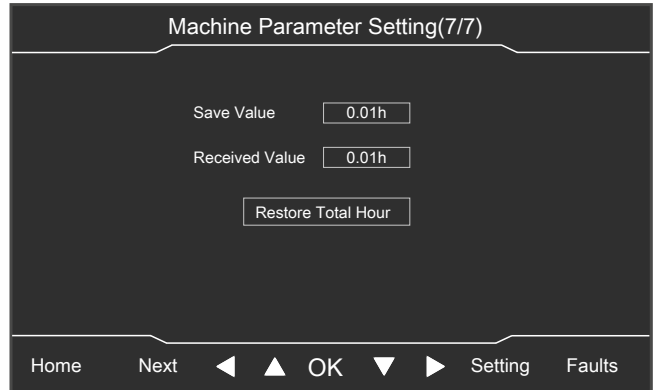 Machine Parameter Setting(7/7)
Save Value 0.01h
Received Value 0.01h
Restore Total Hour
Home Next OK Setting Faults